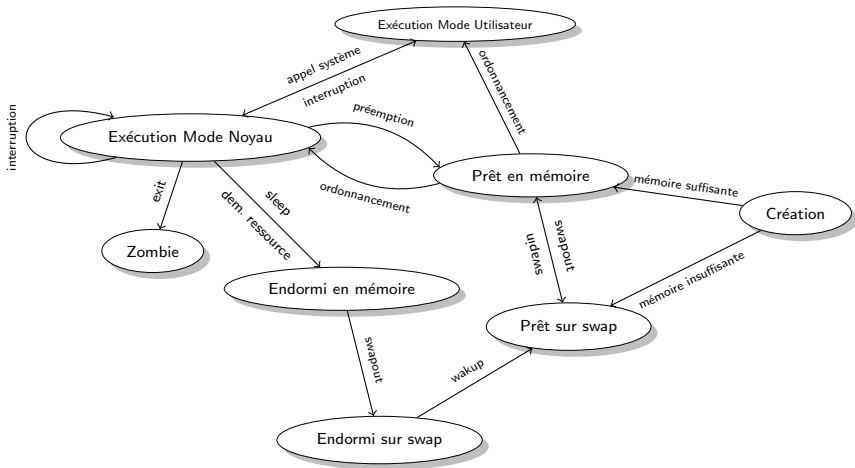 Exécution Mode Utilisateur
appel système
interruption
ordonnancement
interruption
Exécution Mode Noyau
préemption
ordonnancement
Prêt en mémoire
mémoire suffisante
Création
exit
sleep
dem. ressource
Zombie
swapout
swapin
mémoire insuffisante
Endormi en mémoire
Prêt sur swap
swapout
wakup
Endormi sur swap